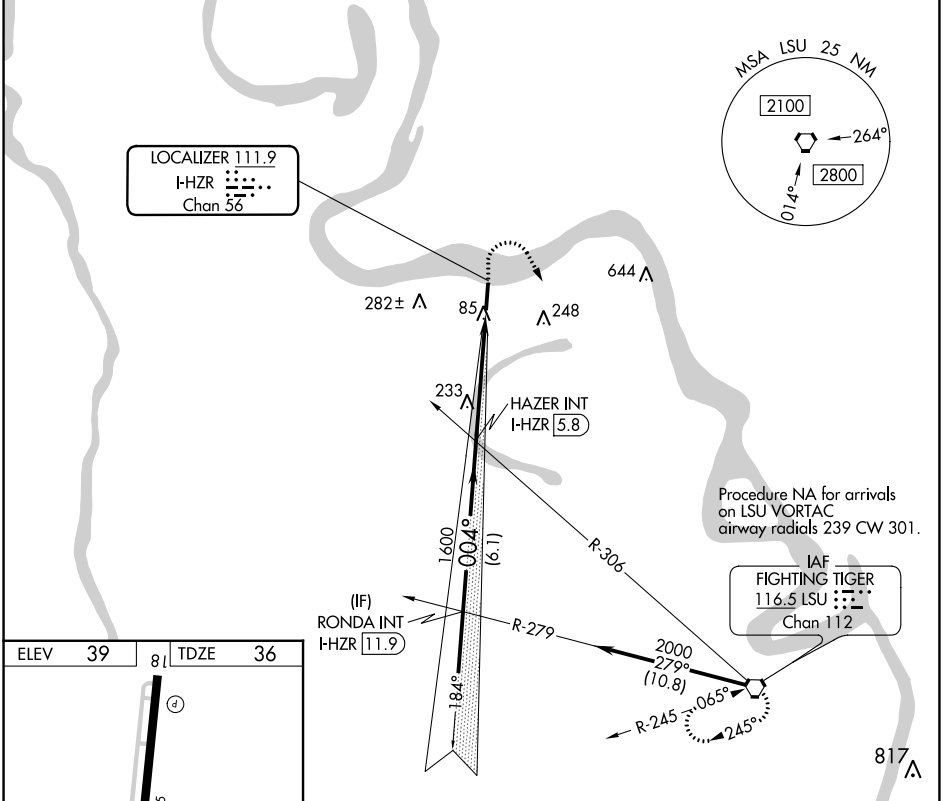 MSA LSU 25 NM
2100
264°
2800
014°
LOCALIZER 111.9
I-HZR
Chan 56
644
282±
85
248
233
HAZER INT
I-HZR 5.8
Procedure NA for arrivals
on LSU VORTAC
airway radials 239 CW 301.
1600
004°
(6.1)
R-306
IAF
FIGHTING TIGER
116.5 LSU
Chan 112
(IF)
RONDA INT
I-HZR 11.9
R-279
2000
279°
(10.8)
184°
R-245
065°
245°
817
ELEV 39
18
TDZE 36
P